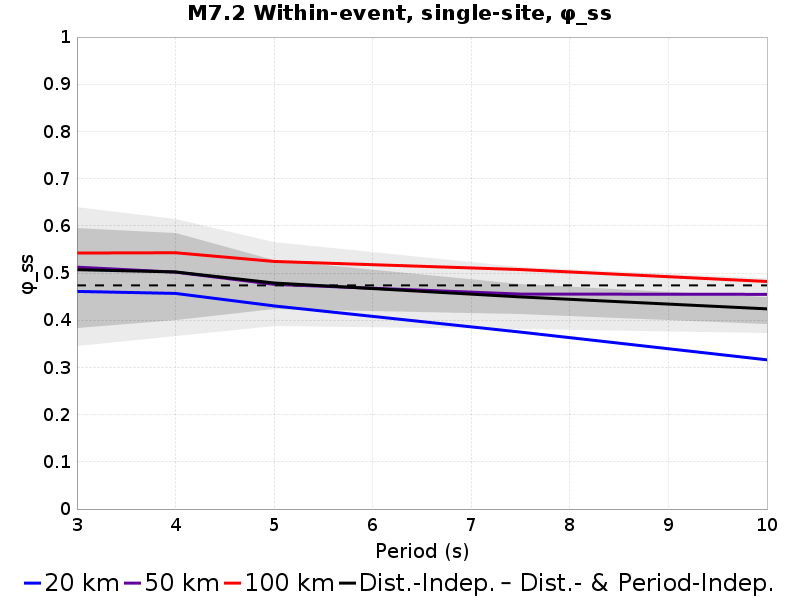 M7.2 Within-event, single-site, φ_ss
1
0.9
0.8
0.7
0.6
0.5
0.4
0.3
0.2
0.1
0
φ_ss
3 4 5 6 7 8 9 10
Period (s)
20 km 50 km 100 km Dist.-Indep. Dist.- & Period-Indep.